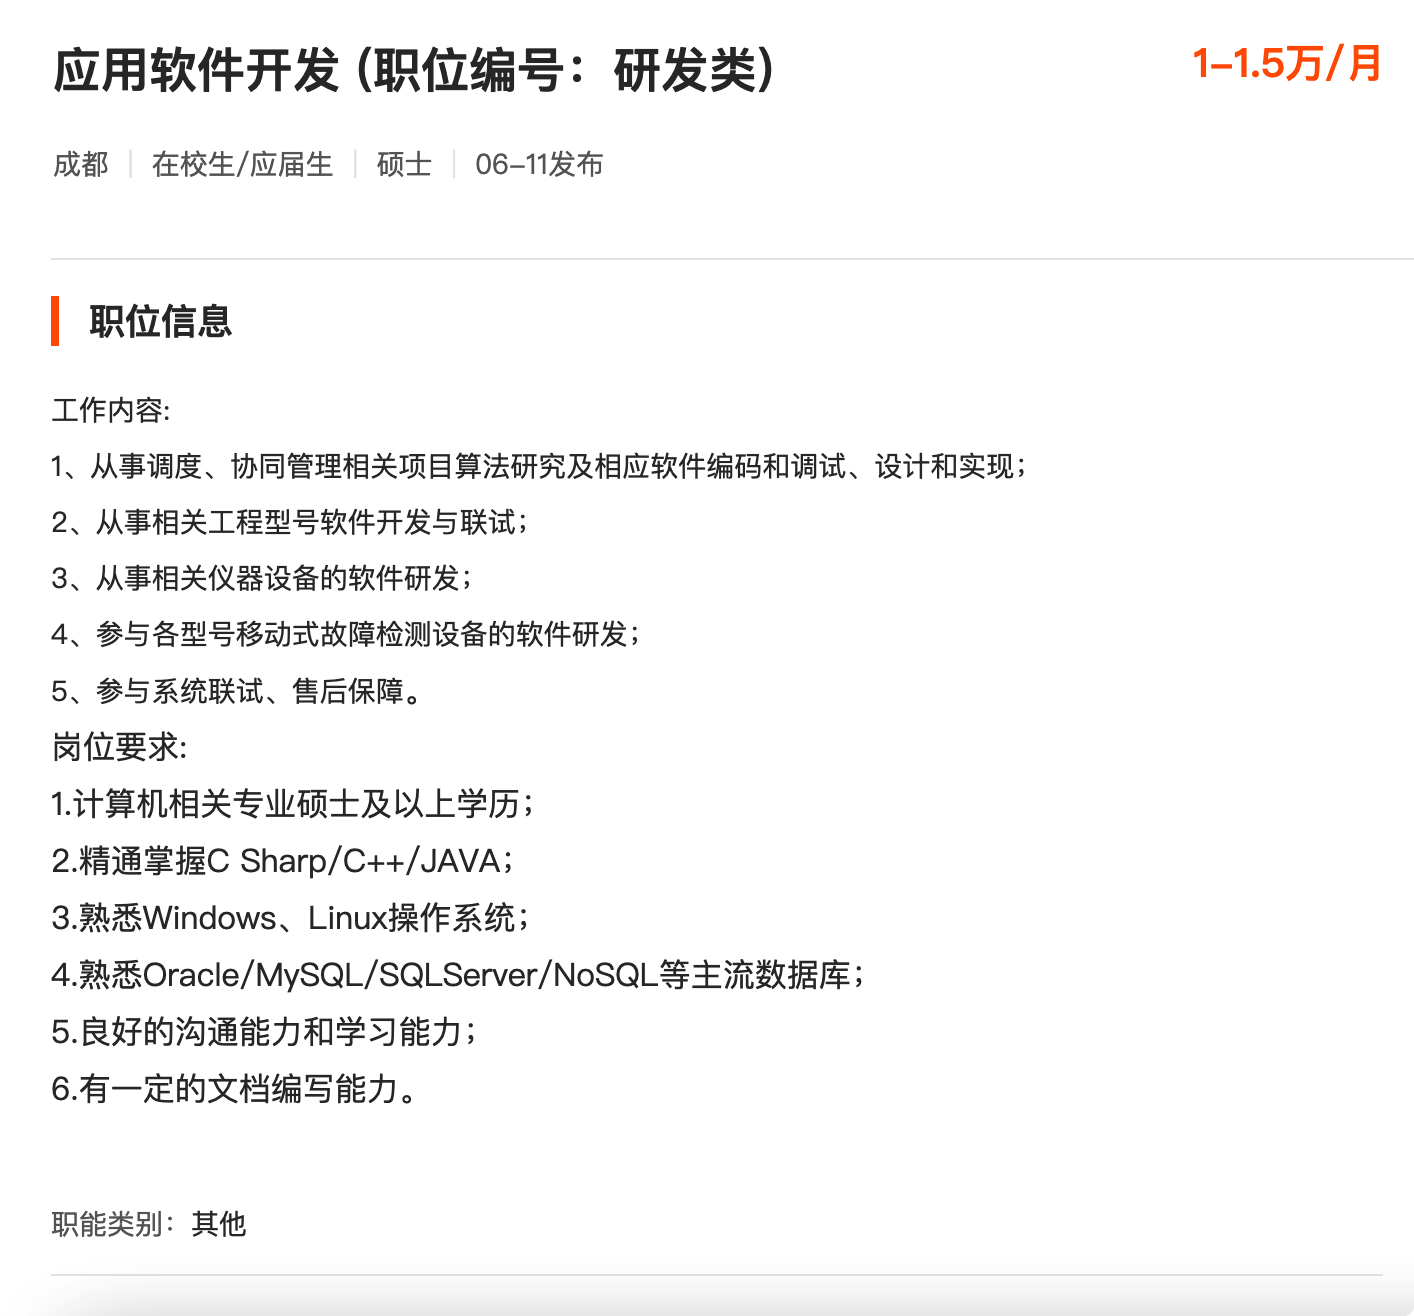 应用软件开发 (职位编号：研发类)
1-1.5万/月
成都 | 在校生/应届生 | 硕士 | 06-11发布
职位信息
工作内容:
1、从事调度、协同管理相关项目算法研究及相应软件编码和调试、设计和实现；
2、从事相关工程型号软件开发与联试；
3、从事相关仪器设备的软件研发；
4、参与各型号移动式故障检测设备的软件研发；
5、参与系统联试、售后保障。
岗位要求:
1.计算机相关专业硕士及以上学历；
2.精通掌握C Sharp/C++/JAVA；
3.熟悉Windows、Linux操作系统；
4.熟悉Oracle/MySQL/SQLServer/NoSQL等主流数据库；
5.良好的沟通能力和学习能力；
6.有一定的文档编写能力。
职能类别：其他